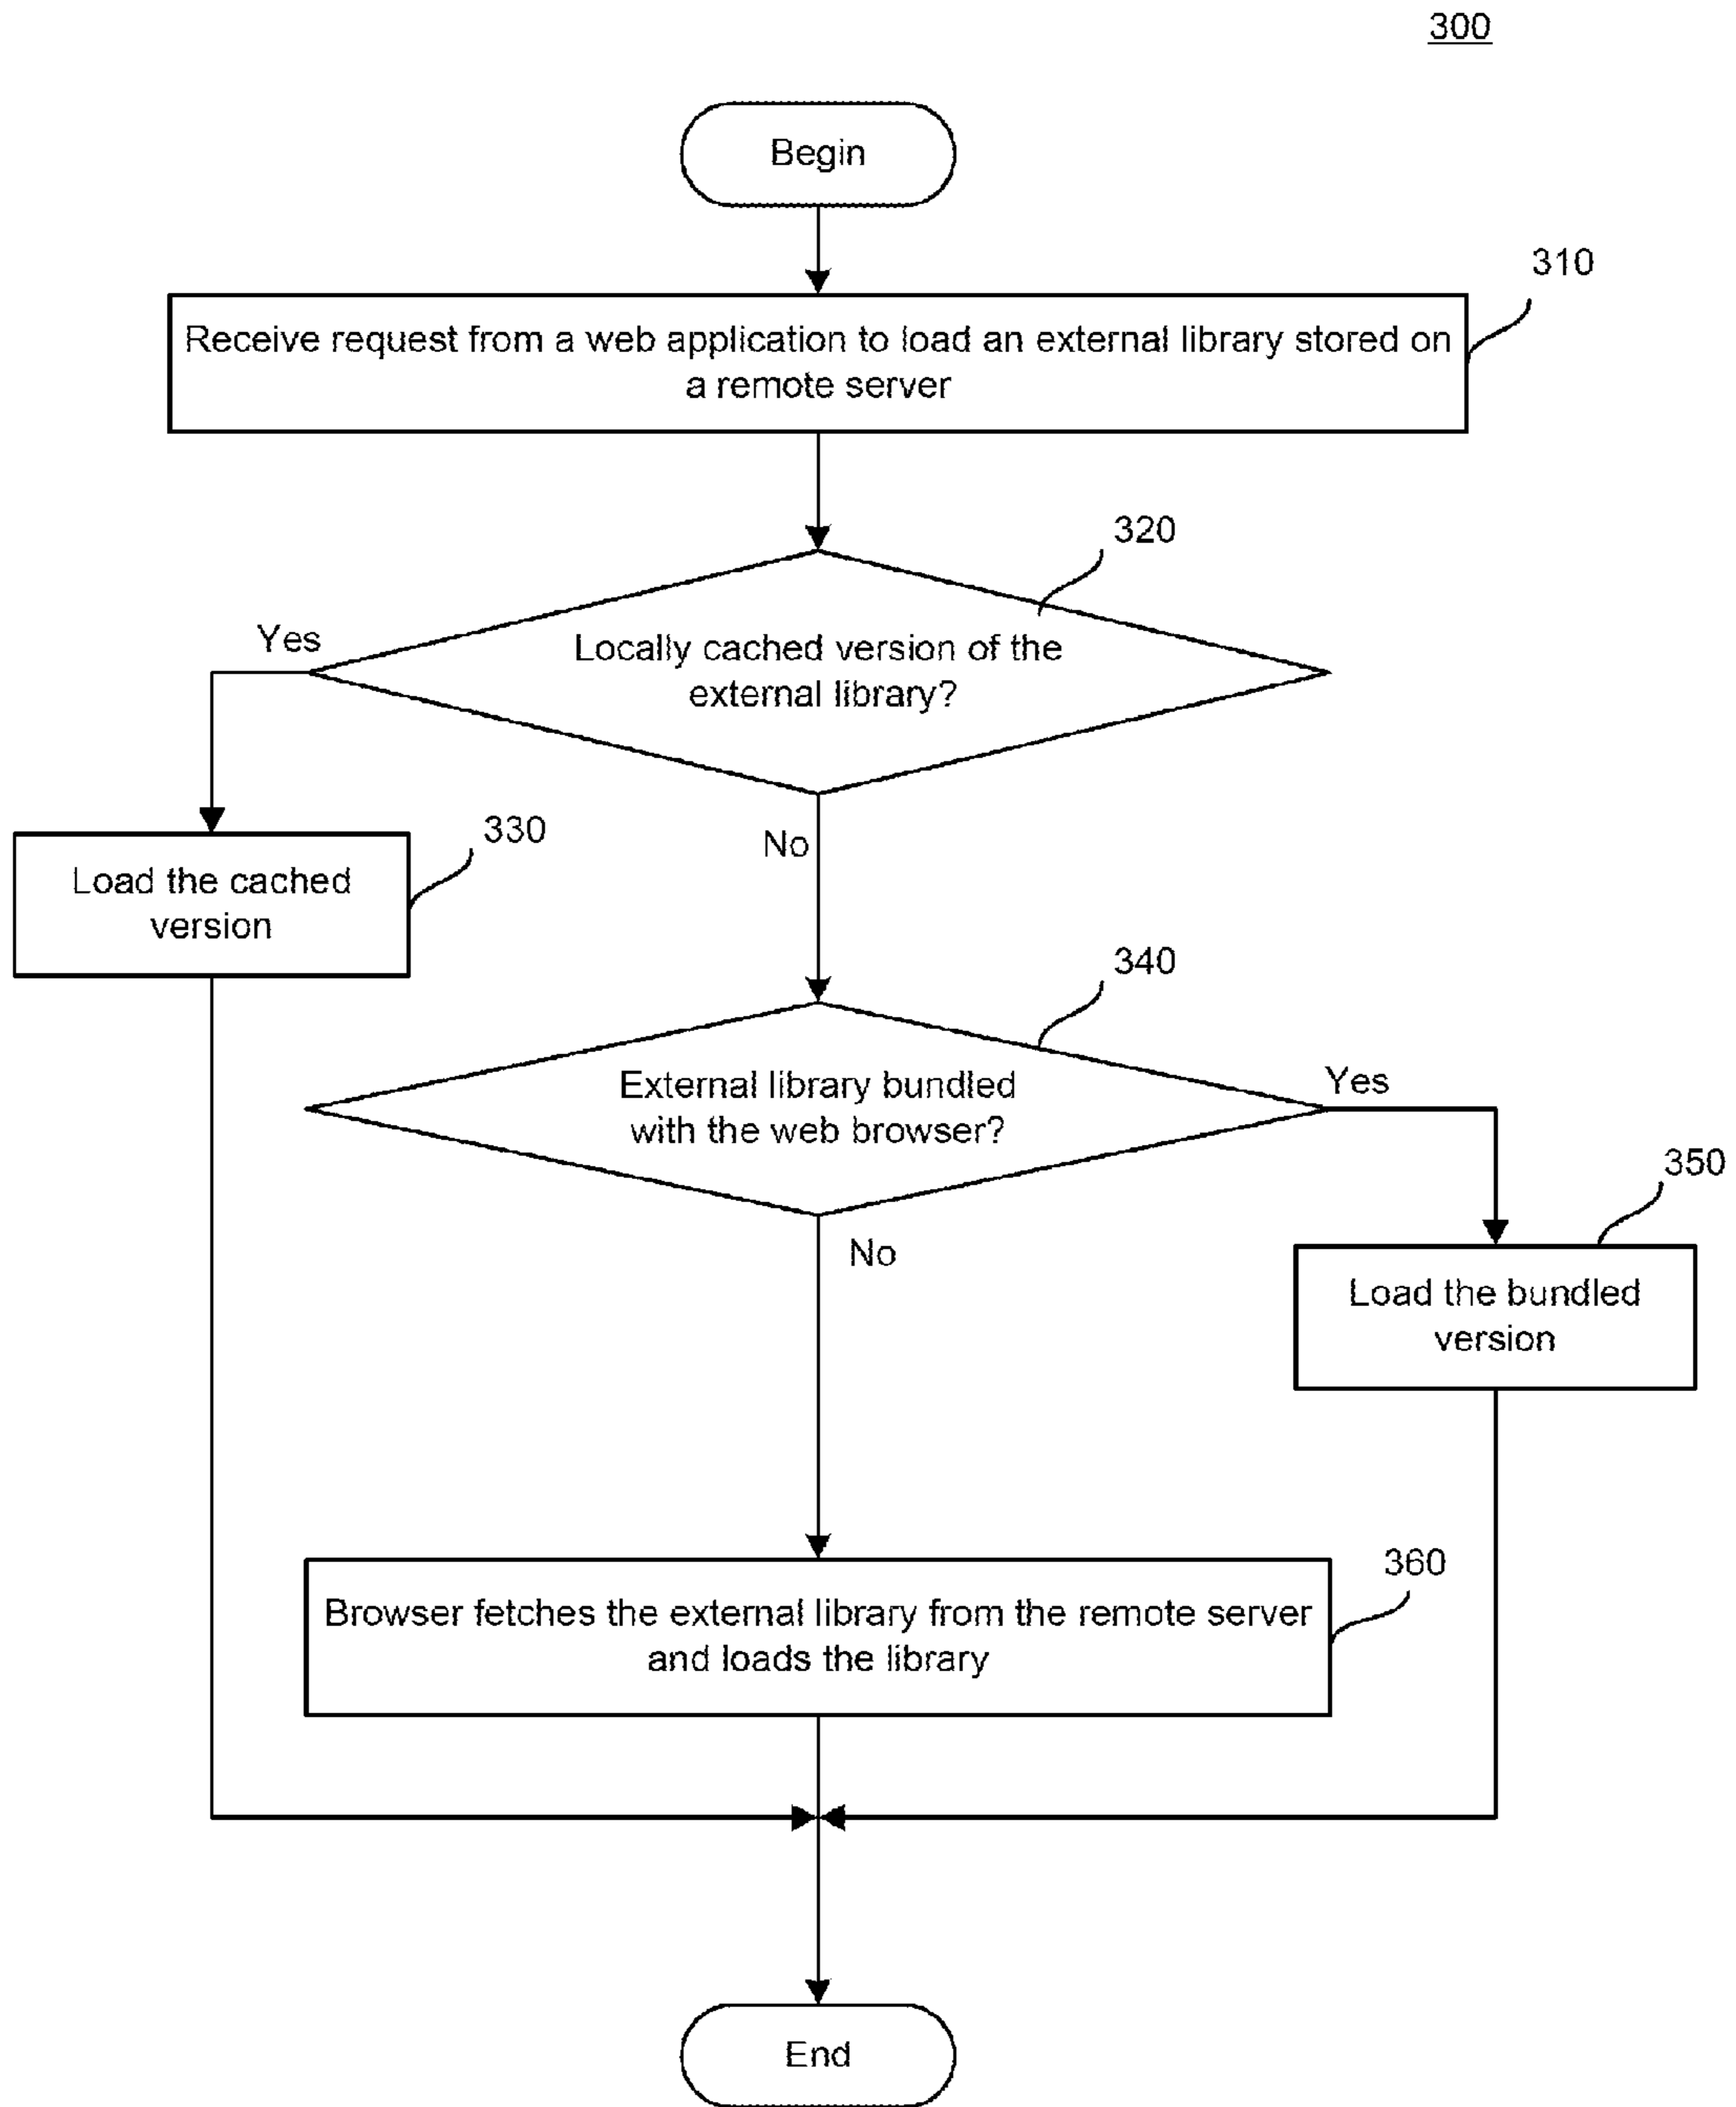 300
Begin
310
Receive request from a web application to load an external library stored on
a remote server
320
Yes
Locally cached version of the
external library?
330
No
Load the cached
version
340
External library bundled
with the web browser?
Yes
350
No
Load the bundled
version
360
Browser fetches the external library from the remote server
and loads the library
End